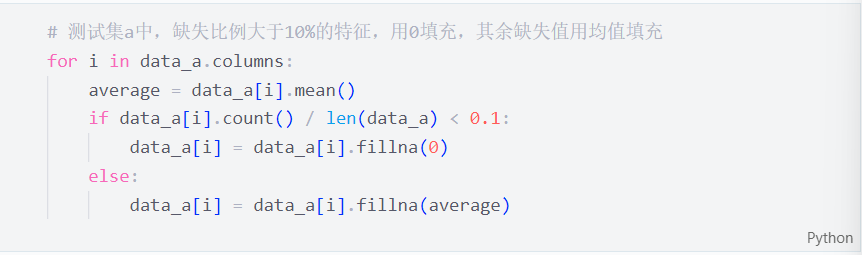 # 测试集a中，缺失比例大于10%的特征，用0填充，其余缺失值用均值填充
for i in data_a.columns:
    average = data_a[i].mean()
    if data_a[i].count() / len(data_a) < 0.1:
        data_a[i] = data_a[i].fillna(0)
    else:
        data_a[i] = data_a[i].fillna(average)
Python